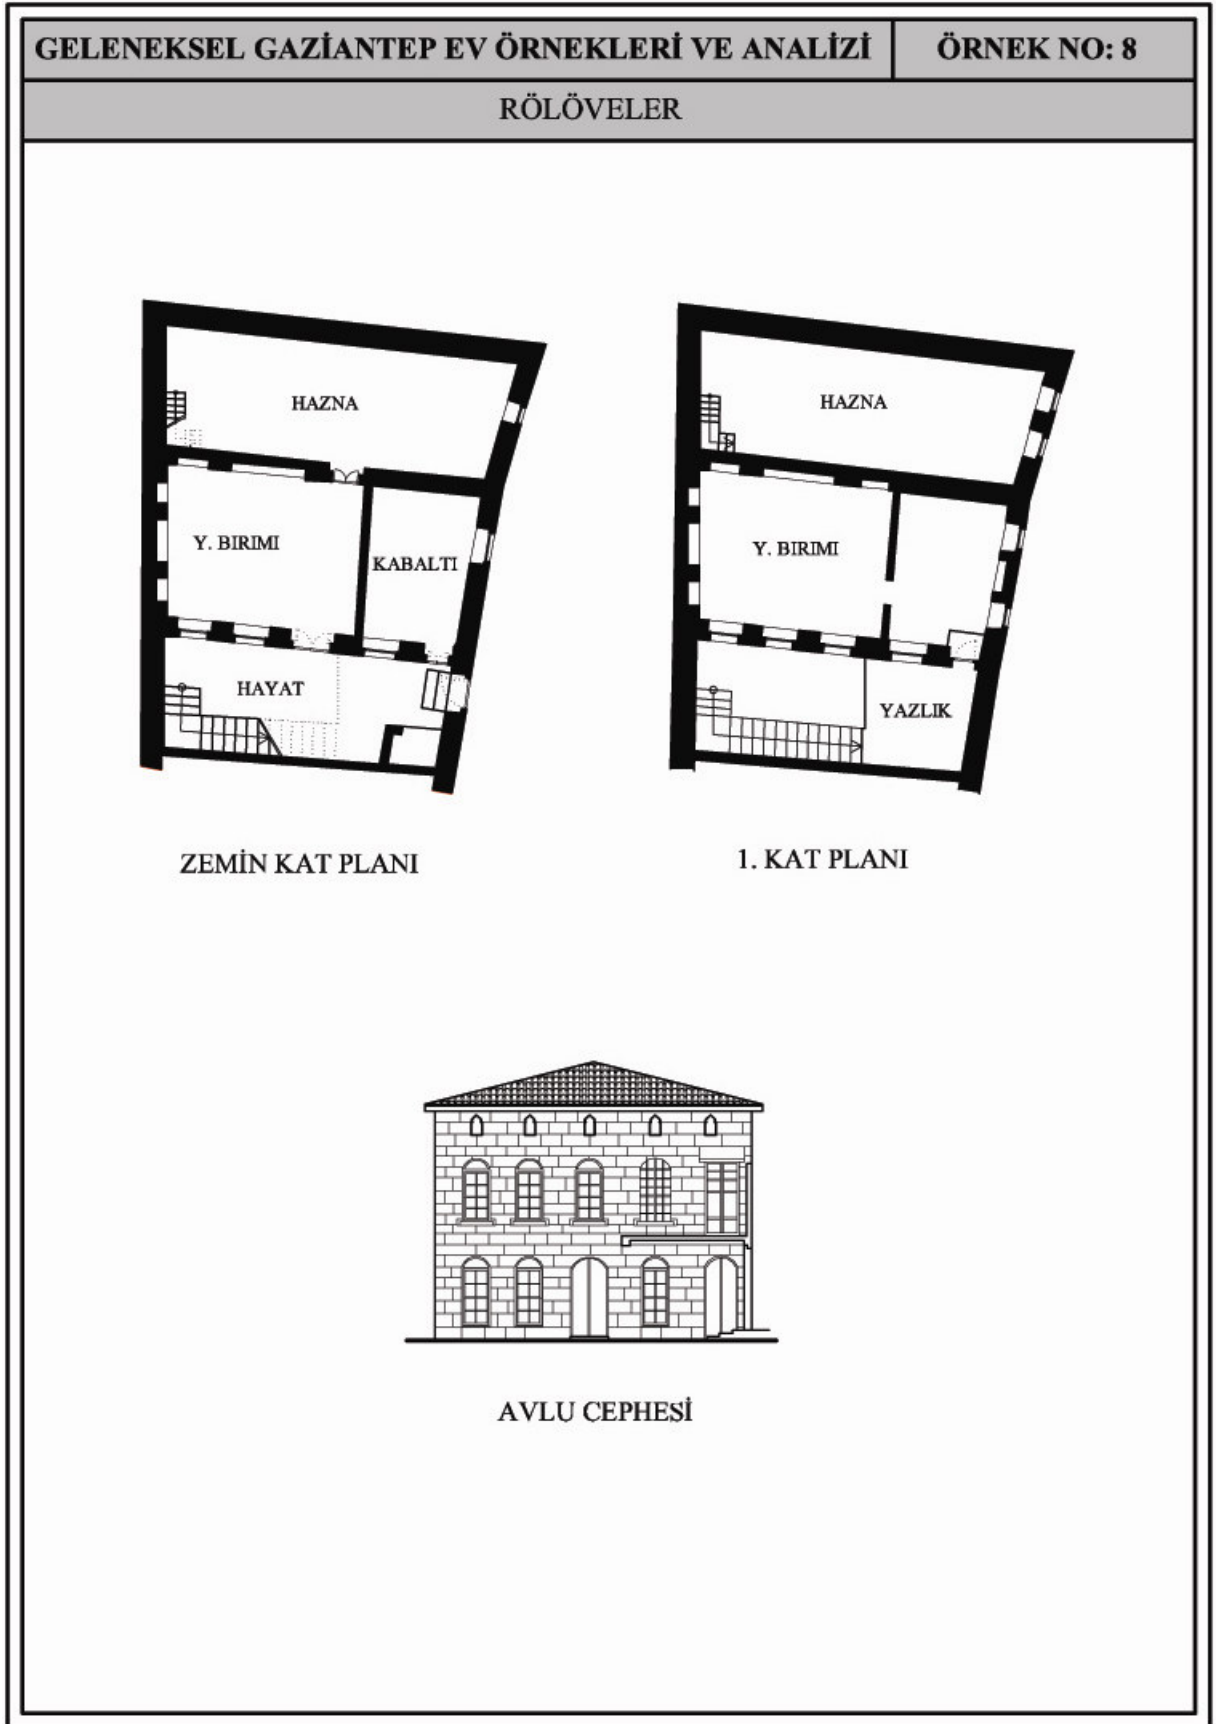 GELENEKSEL GAZİANTEP EV ÖRNEKLERİ VE ANALİZİ
ÖRNEK NO: 8
RÖLÖVELER
HAZNA
Y. BIRIMI
KABALTI
HAYAT
ZEMİN KAT PLANI
HAZNA
Y. BIRIMI
YAZLIK
1. KAT PLANI
AVLU CEPHESİ